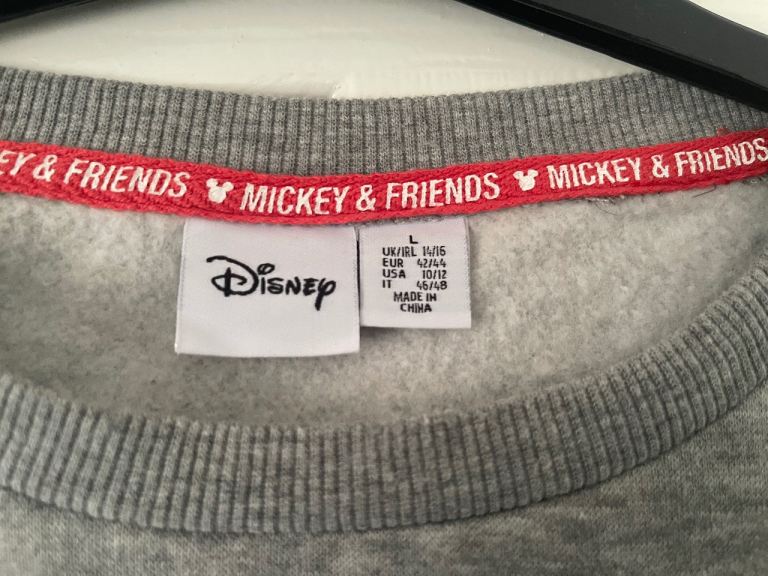 EY & FRIENDS MICKEY & FRIENDS MICKEY & FRIENDS
Disney
L
UK/IRL 14/16
EUR 42/44
USA 10/12
IT 46/48
MADE IN
CHINA